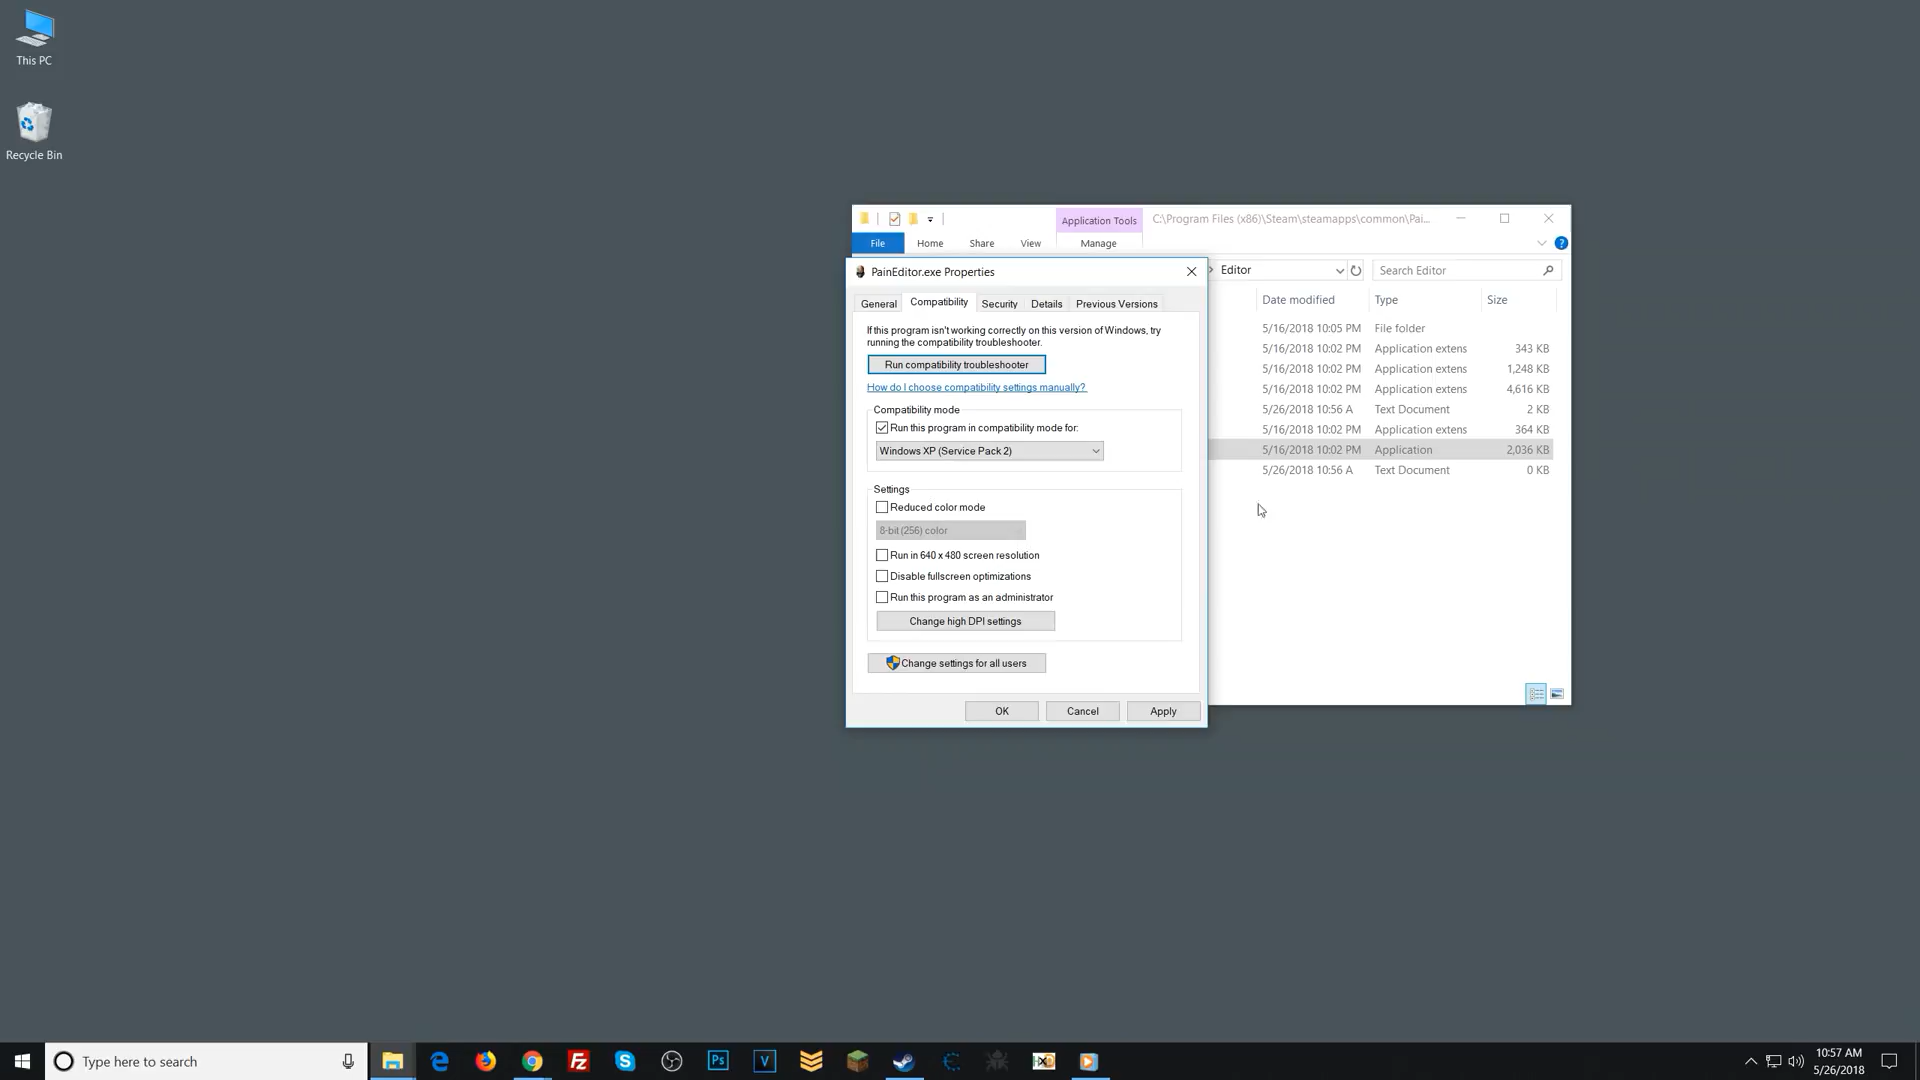 This PC
Recycle Bin
Application Tools
C:\Program Files (x86)\Steam\steamapps\common\Pai...
File
Home
Share
View
Manage
PainEditor.exe Properties
Editor
Search Editor
General
Compatibility
Security
Details
Previous Versions
Date modified
Type
Size
If this program isn't working correctly on this version of Windows, try
running the compatibility troubleshooter.
Run compatibility troubleshooter
How do I choose compatibility settings manually?
Compatibility mode
Run this program in compatibility mode for:
Windows XP (Service Pack 2)
Settings
Reduced color mode
8-bit (256) color
Run in 640 x 480 screen resolution
Disable fullscreen optimizations
Run this program as an administrator
Change high DPI settings
Change settings for all users
OK
Cancel
Apply
5/16/2018 10:05 PM File folder
5/16/2018 10:02 PM Application extens 343 KB
5/16/2018 10:02 PM Application extens 1,248 KB
5/16/2018 10:02 PM Application extens 4,616 KB
5/26/2018 10:56 A Text Document 2 KB
5/16/2018 10:02 PM Application extens 364 KB
5/16/2018 10:02 PM Application 2,036 KB
5/26/2018 10:56 A Text Document 0 KB
Type here to search
Fz
Ps
V
10:57 AM
5/26/2018